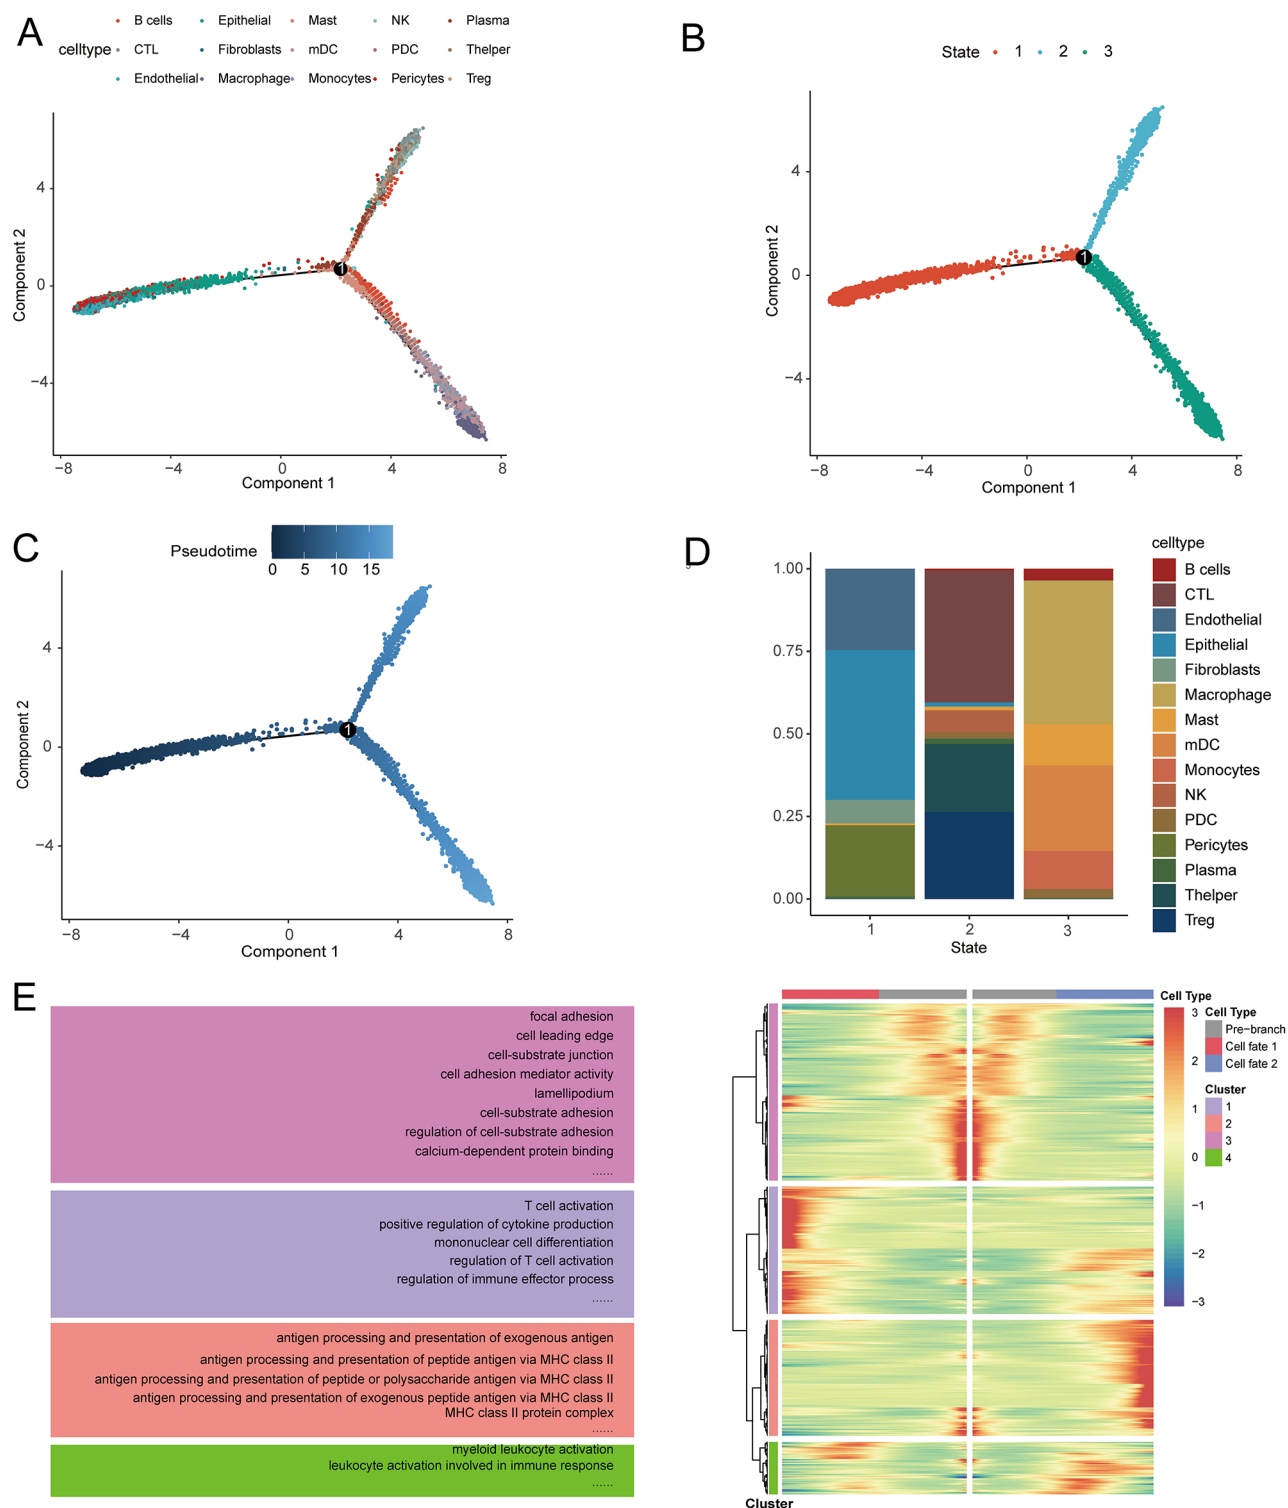 A
celltype
B cells
Epithelial
Mast
NK
Plasma
CTL
Fibroblasts
mDC
PDC
Thelper
Endothelial
Macrophage
Monocytes
Pericytes
Treg
4
0
−4
Component 2
1
−8
−4
0
4
8
Component 1
B
State
1
2
3
4
0
−4
Component 2
1
−8
−4
0
4
8
Component 1
C
Pseudotime
0
5
10
15
4
0
−4
Component 2
1
−8
−4
0
4
8
Component 1
D
1.00
0.75
0.50
0.25
0.00
1
2
3
State
celltype
B cells
CTL
Endothelial
Epithelial
Fibroblasts
Macrophage
Mast
mDC
Monocytes
NK
PDC
Pericytes
Plasma
Thelper
Treg
E
focal adhesion
cell leading edge
cell-substrate junction
cell adhesion mediator activity
lamellipodium
cell-substrate adhesion
regulation of cell-substrate adhesion
calcium-dependent protein binding
......
T cell activation
positive regulation of cytokine production
mononuclear cell differentiation
regulation of T cell activation
regulation of immune effector process
......
antigen processing and presentation of exogenous antigen
antigen processing and presentation of peptide antigen via MHC class II
antigen processing and presentation of peptide or polysaccharide antigen via MHC class II
antigen processing and presentation of exogenous peptide antigen via MHC class II
MHC class II protein complex
......
myeloid leukocyte activation
leukocyte activation involved in immune response
......
Cluster
Cell Type
3
2
1
0
−1
−2
−3
Cell Type
Pre−branch
Cell fate 1
Cell fate 2
Cluster
1
2
3
4